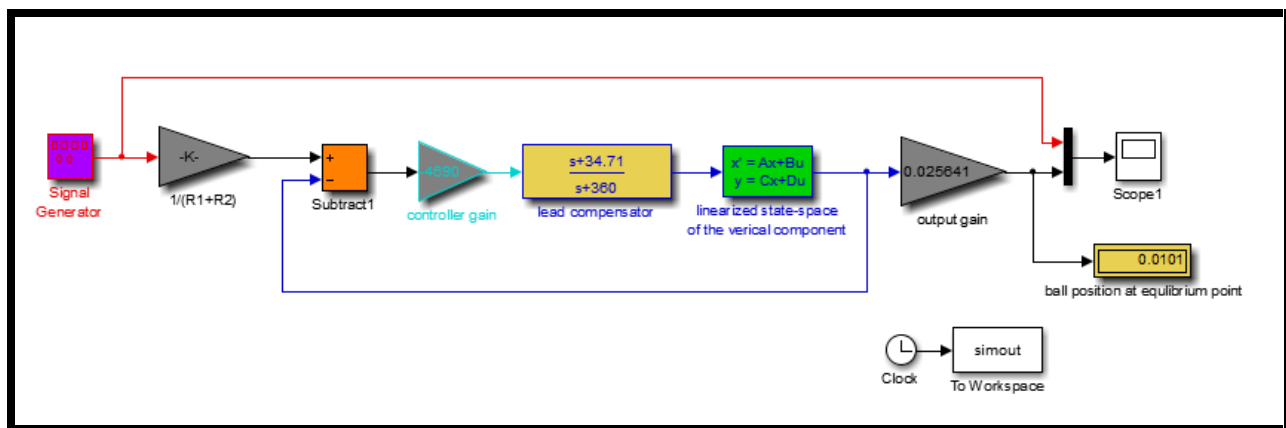 Signal
Generator
-K-
1/(R1+R2)
+
−
Subtract1
-4690
controller gain
s+34.71
s+360
lead compensator
x' = Ax+Bu
y = Cx+Du
linearized state-space
of the verical component
0.025641
output gain
Scope1
0.0101
ball position at equlibrium point
Clock
simout
To Workspace